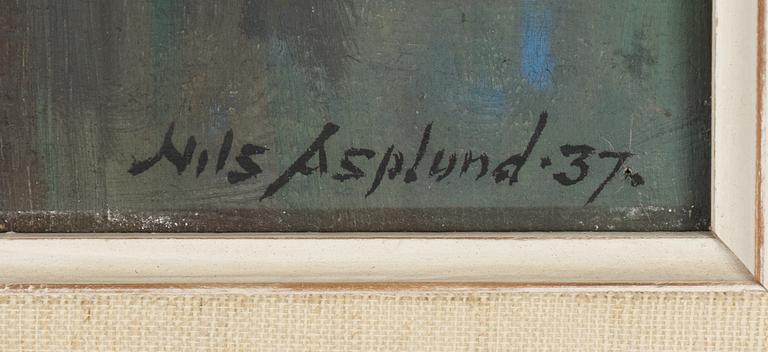 Nils Asplund · 37.